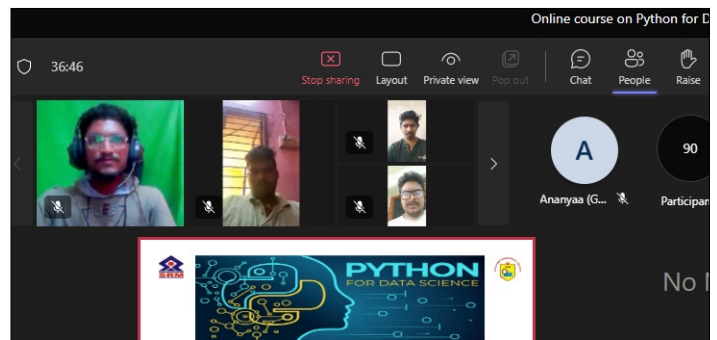 Online course on Python for D
36:46
Stop sharing
Layout
Private view
Pop out
Chat
People
Raise
A
90
Ananyaa (G...
Participan
SRM
PYTHON
FOR DATA SCIENCE
No